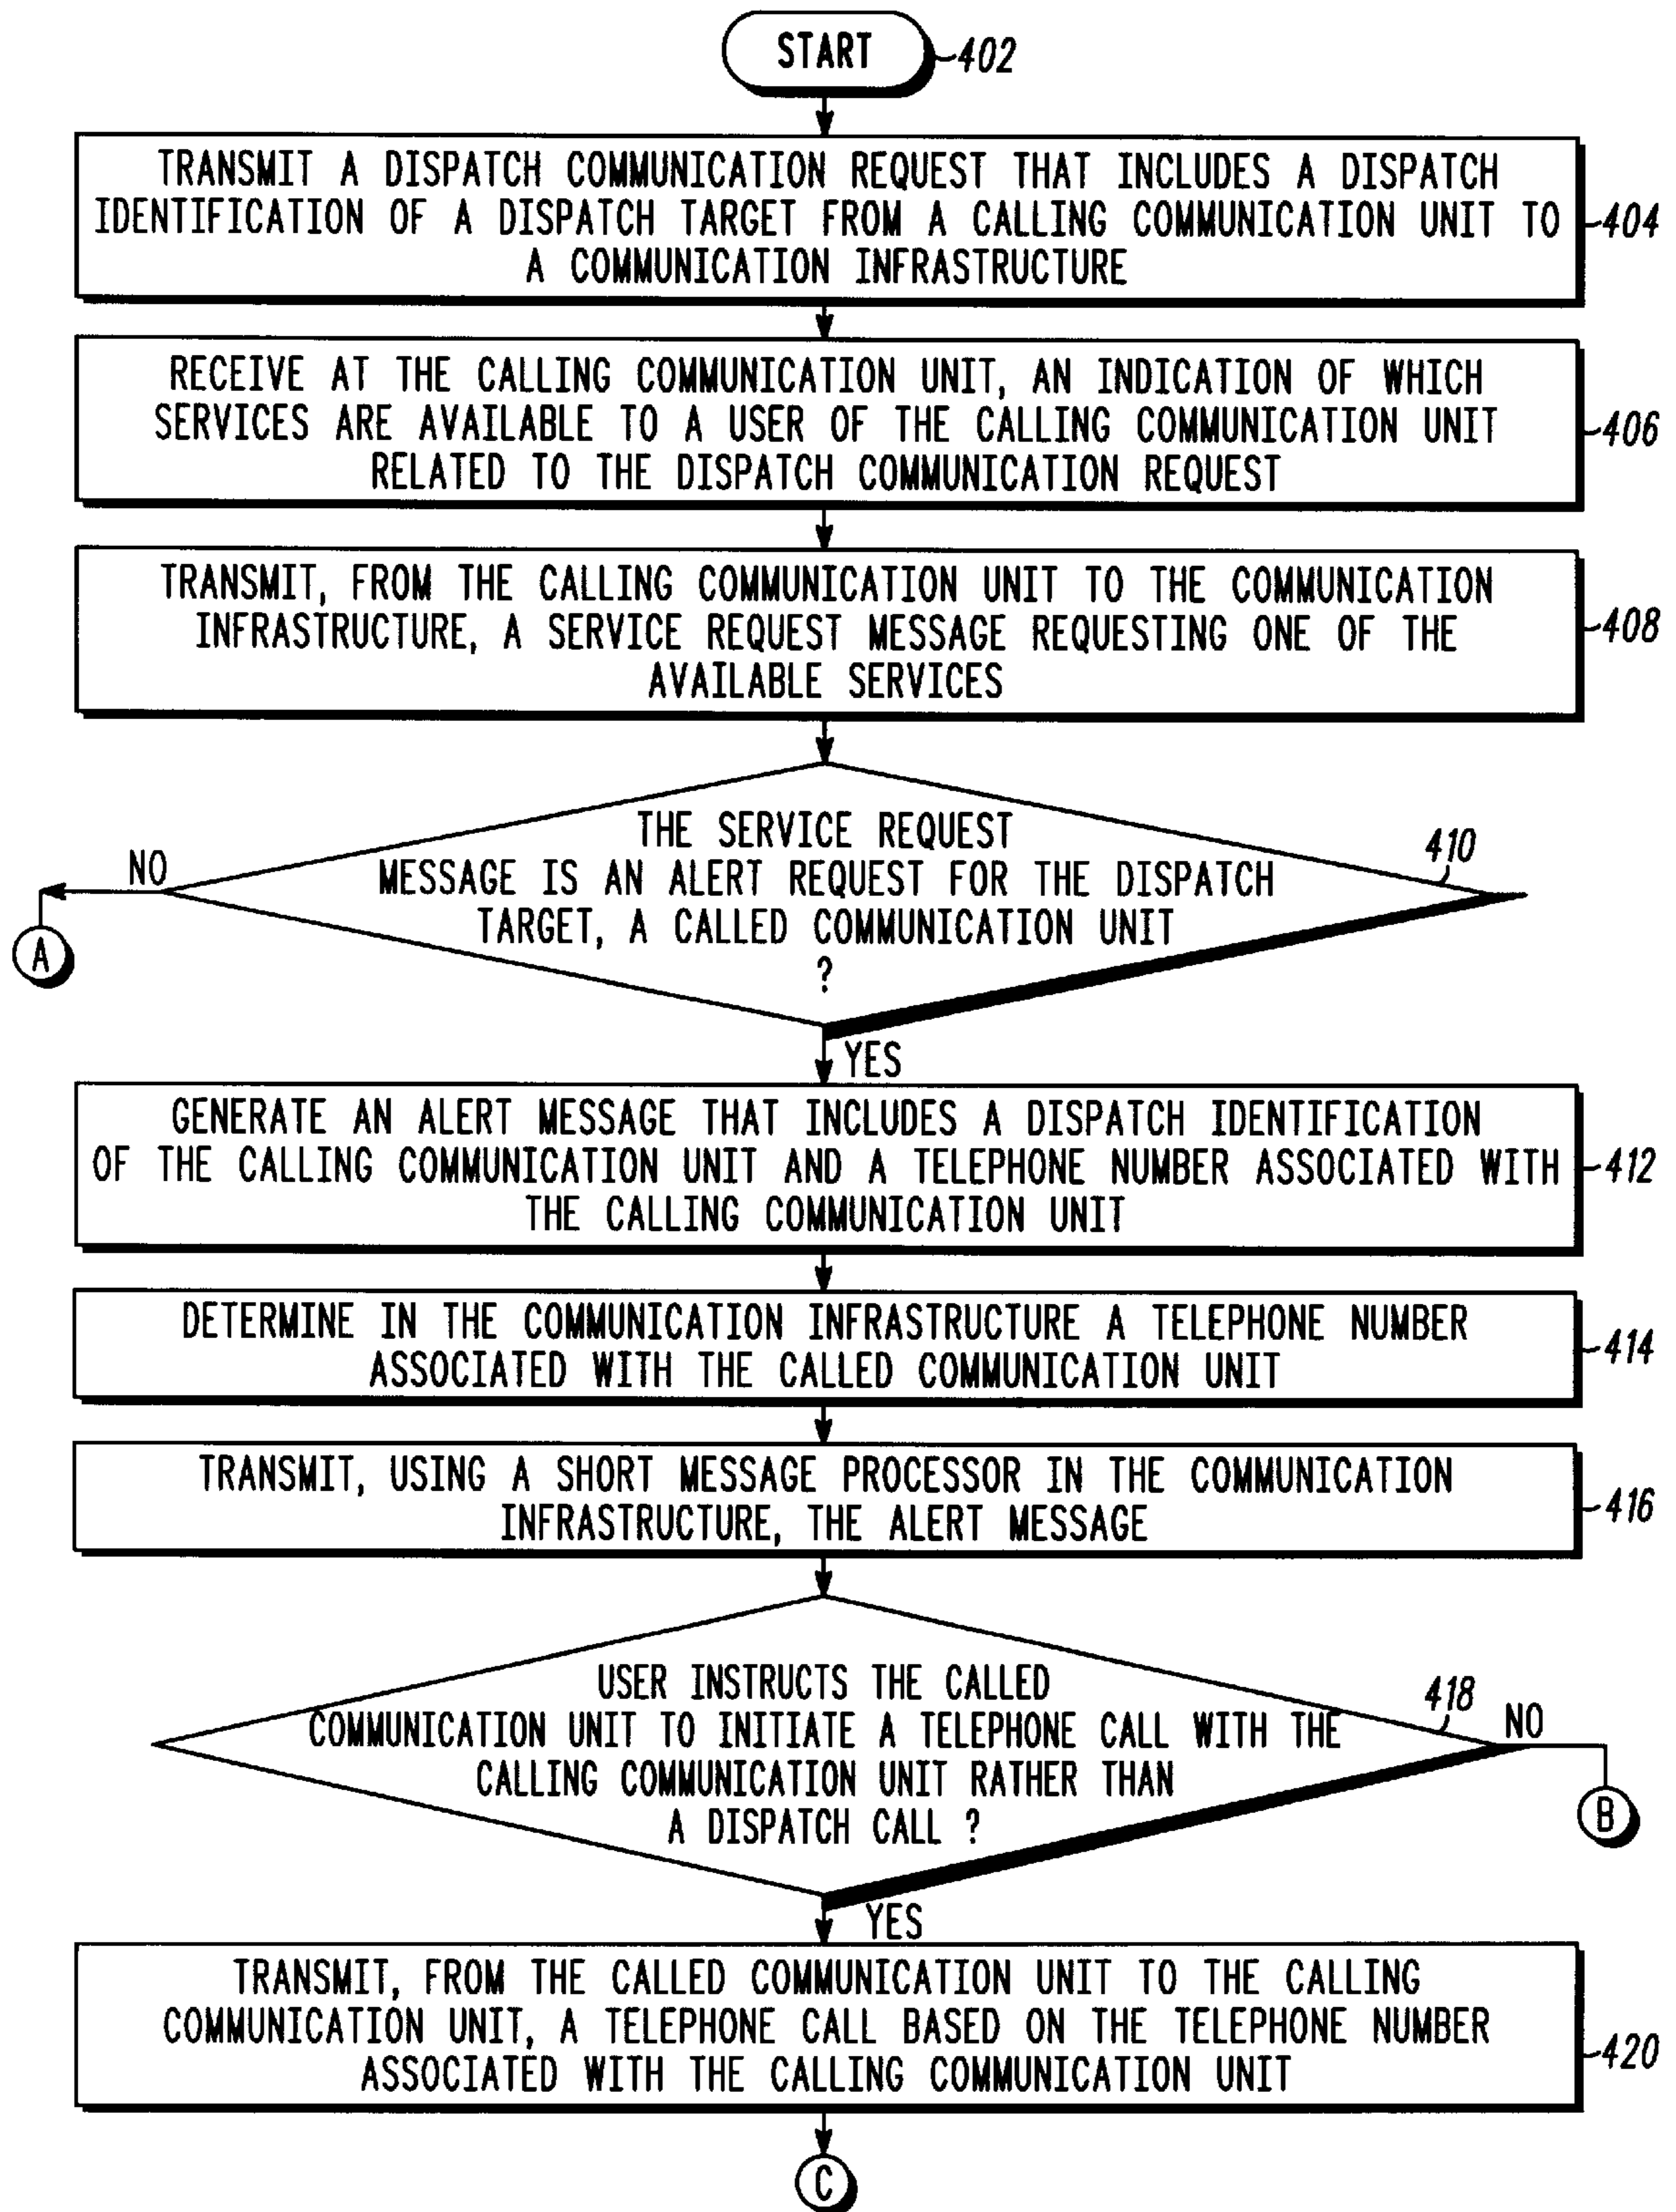 START
402
TRANSMIT A DISPATCH COMMUNICATION REQUEST THAT INCLUDES A DISPATCH
IDENTIFICATION OF A DISPATCH TARGET FROM A CALLING COMMUNICATION UNIT TO
A COMMUNICATION INFRASTRUCTURE
404
RECEIVE AT THE CALLING COMMUNICATION UNIT, AN INDICATION OF WHICH
SERVICES ARE AVAILABLE TO A USER OF THE CALLING COMMUNICATION UNIT
RELATED TO THE DISPATCH COMMUNICATION REQUEST
406
TRANSMIT, FROM THE CALLING COMMUNICATION UNIT TO THE COMMUNICATION
INFRASTRUCTURE, A SERVICE REQUEST MESSAGE REQUESTING ONE OF THE
AVAILABLE SERVICES
408
THE SERVICE REQUEST
MESSAGE IS AN ALERT REQUEST FOR THE DISPATCH
TARGET, A CALLED COMMUNICATION UNIT
?
410
NO
A
YES
GENERATE AN ALERT MESSAGE THAT INCLUDES A DISPATCH IDENTIFICATION
OF THE CALLING COMMUNICATION UNIT AND A TELEPHONE NUMBER ASSOCIATED WITH
THE CALLING COMMUNICATION UNIT
412
DETERMINE IN THE COMMUNICATION INFRASTRUCTURE A TELEPHONE NUMBER
ASSOCIATED WITH THE CALLED COMMUNICATION UNIT
414
TRANSMIT, USING A SHORT MESSAGE PROCESSOR IN THE COMMUNICATION
INFRASTRUCTURE, THE ALERT MESSAGE
416
USER INSTRUCTS THE CALLED
COMMUNICATION UNIT TO INITIATE A TELEPHONE CALL WITH THE
CALLING COMMUNICATION UNIT RATHER THAN
A DISPATCH CALL ?
418
NO
B
YES
TRANSMIT, FROM THE CALLED COMMUNICATION UNIT TO THE CALLING
COMMUNICATION UNIT, A TELEPHONE CALL BASED ON THE TELEPHONE NUMBER
ASSOCIATED WITH THE CALLING COMMUNICATION UNIT
420
C